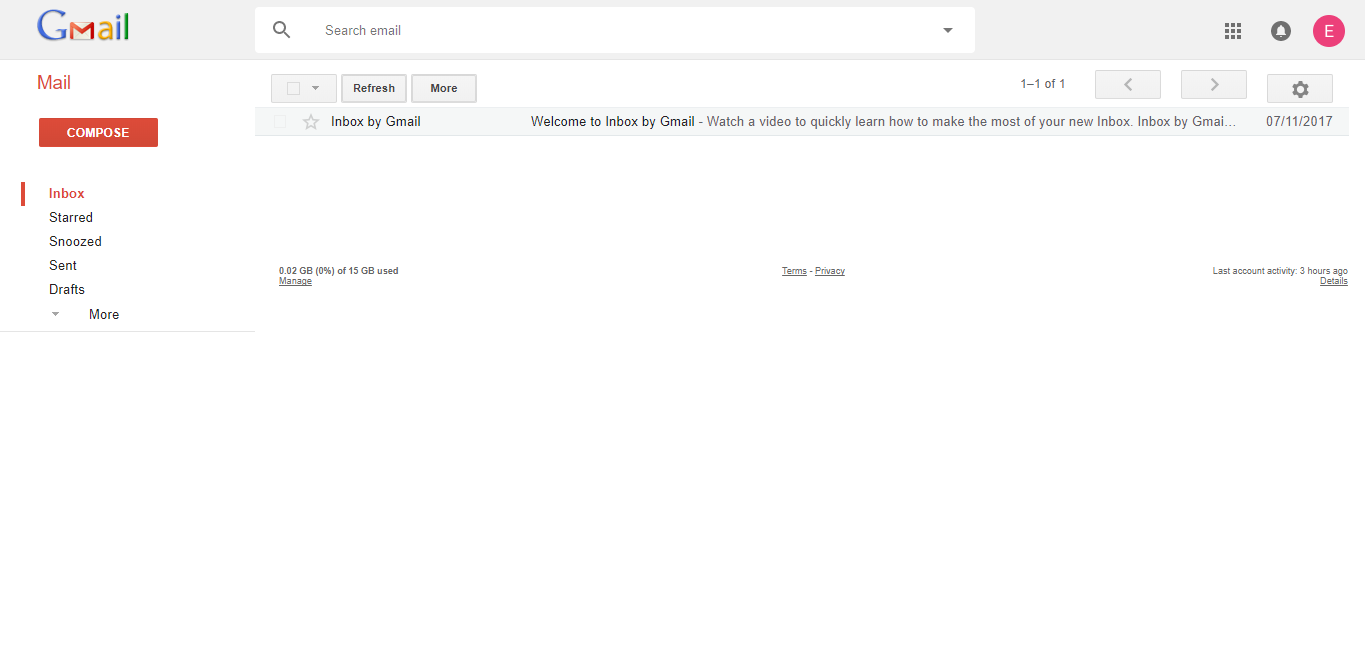 Gmail
Search email
E
Mail
Refresh
More
1–1 of 1
COMPOSE
Inbox by Gmail
Welcome to Inbox by Gmail - Watch a video to quickly learn how to make the most of your new Inbox. Inbox by Gmai...
07/11/2017
Inbox
Starred
Snoozed
Sent
Drafts
More
0.02 GB (0%) of 15 GB used
Manage
Terms - Privacy
Last account activity: 3 hours ago
Details